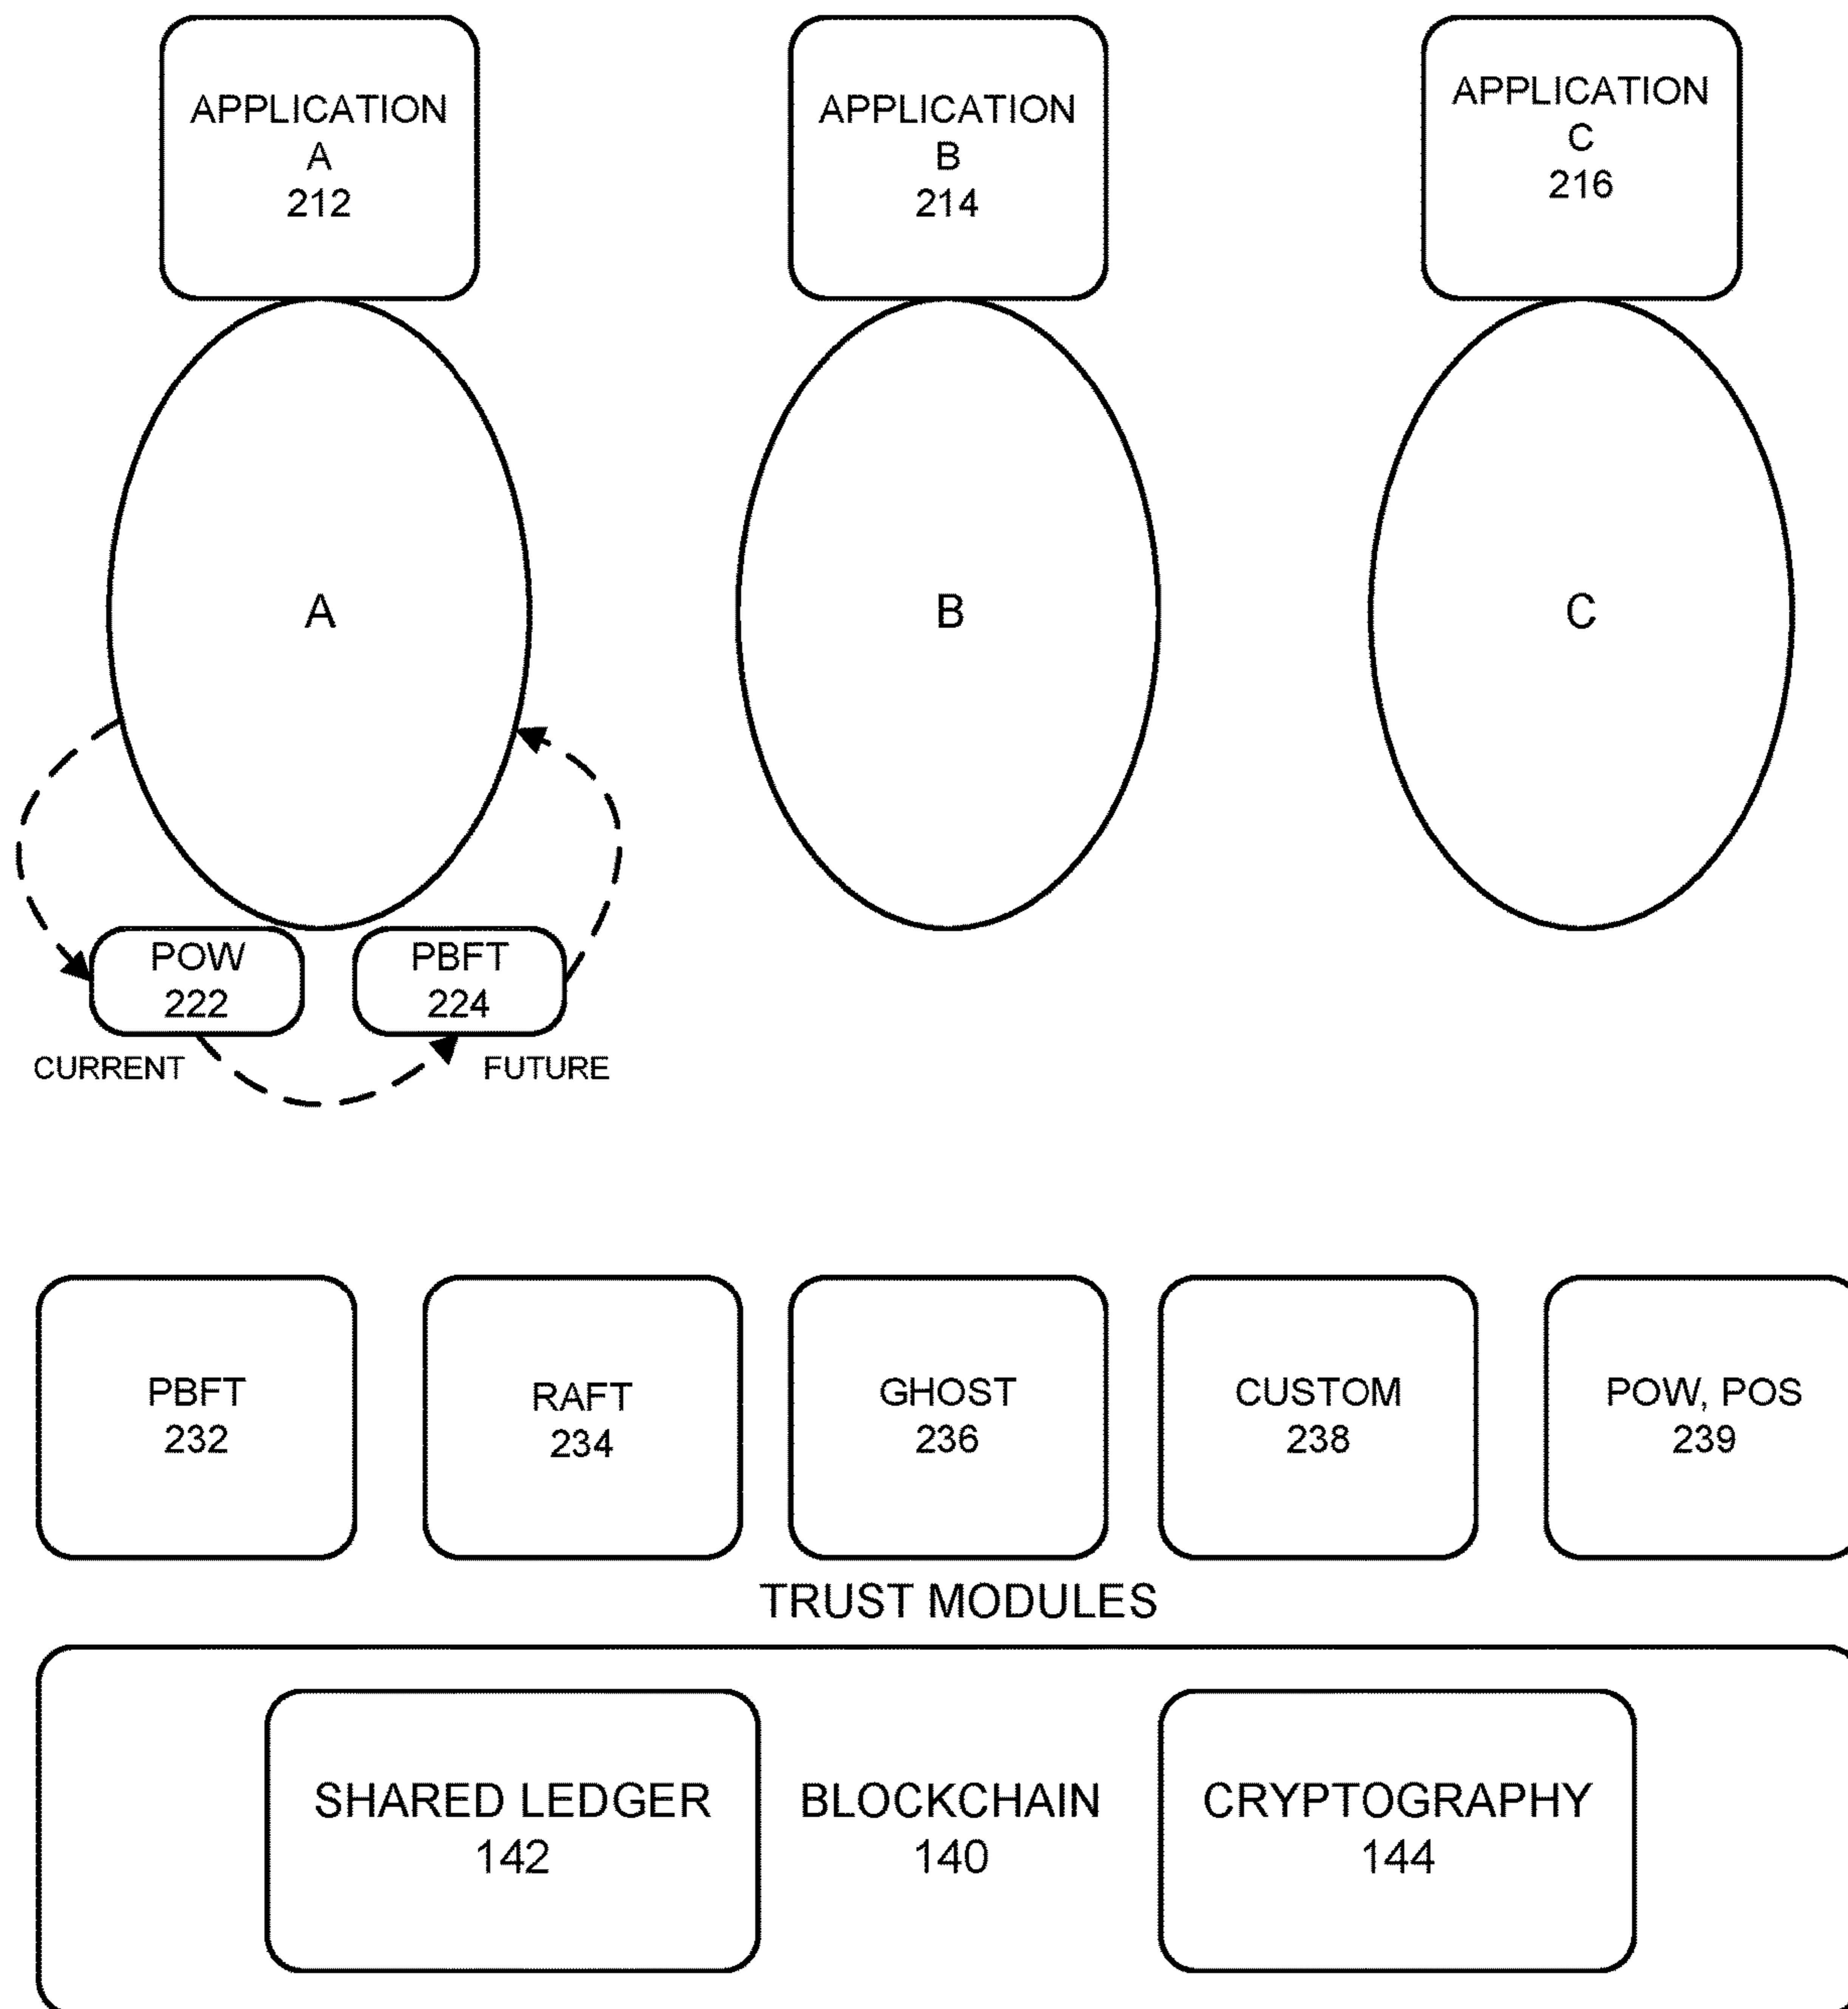 APPLICATION
A
212
APPLICATION
B
214
APPLICATION
C
216
A
B
C
POW
222
PBFT
224
CURRENT
FUTURE
PBFT
232
RAFT
234
GHOST
236
CUSTOM
238
POW, POS
239
TRUST MODULES
SHARED LEDGER
142
BLOCKCHAIN
140
CRYPTOGRAPHY
144